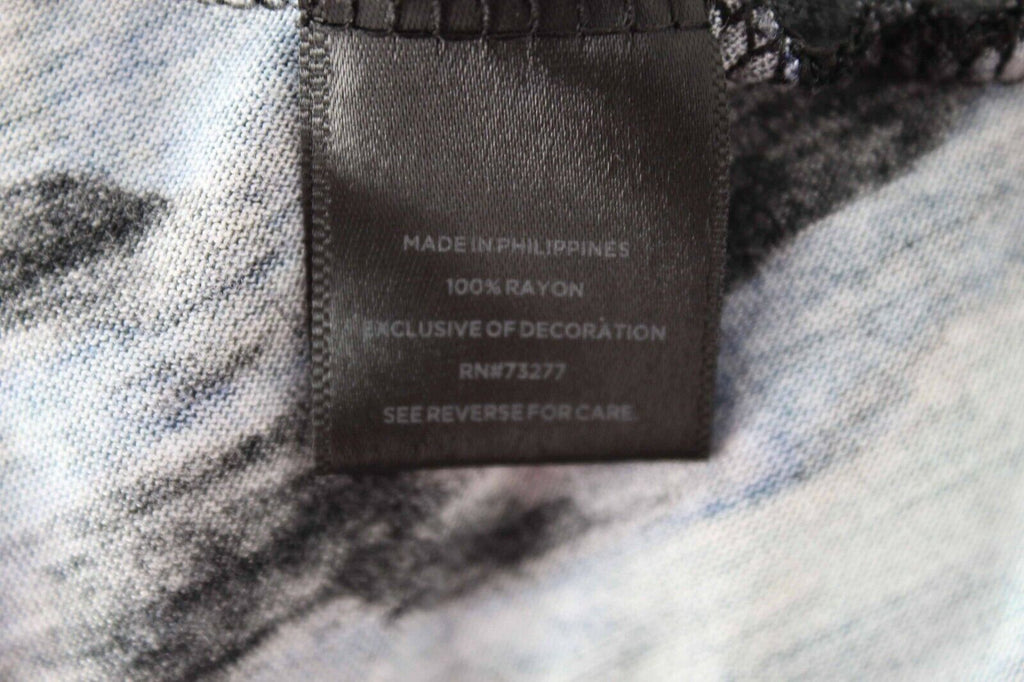 MADE IN PHILIPPINES
100% RAYON
EXCLUSIVE OF DECORATION
RN#73277
SEE REVERSE FOR CARE.